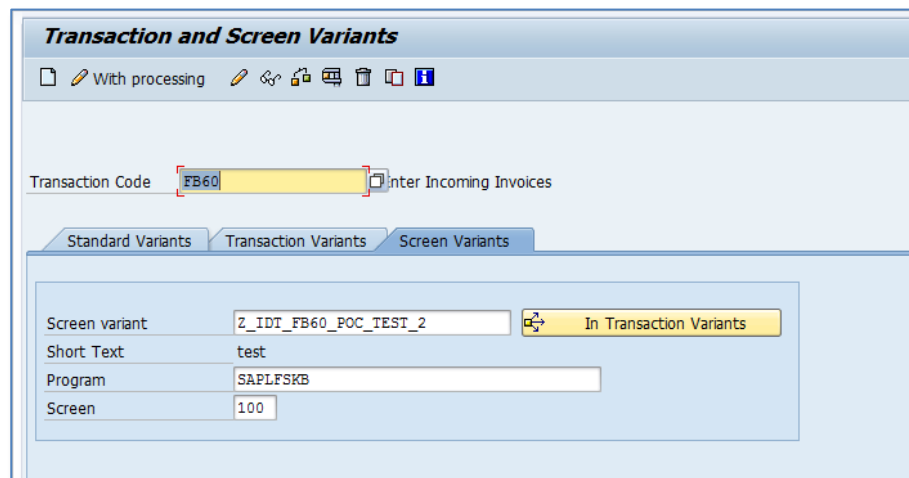 Transaction and Screen Variants
With processing
Transaction Code FB60 nter Incoming Invoices
Standard Variants Transaction Variants Screen Variants
Screen variant Z_IDT_FB60_POC_TEST_2 In Transaction Variants
Short Text test
Program SAPLFSKB
Screen 100